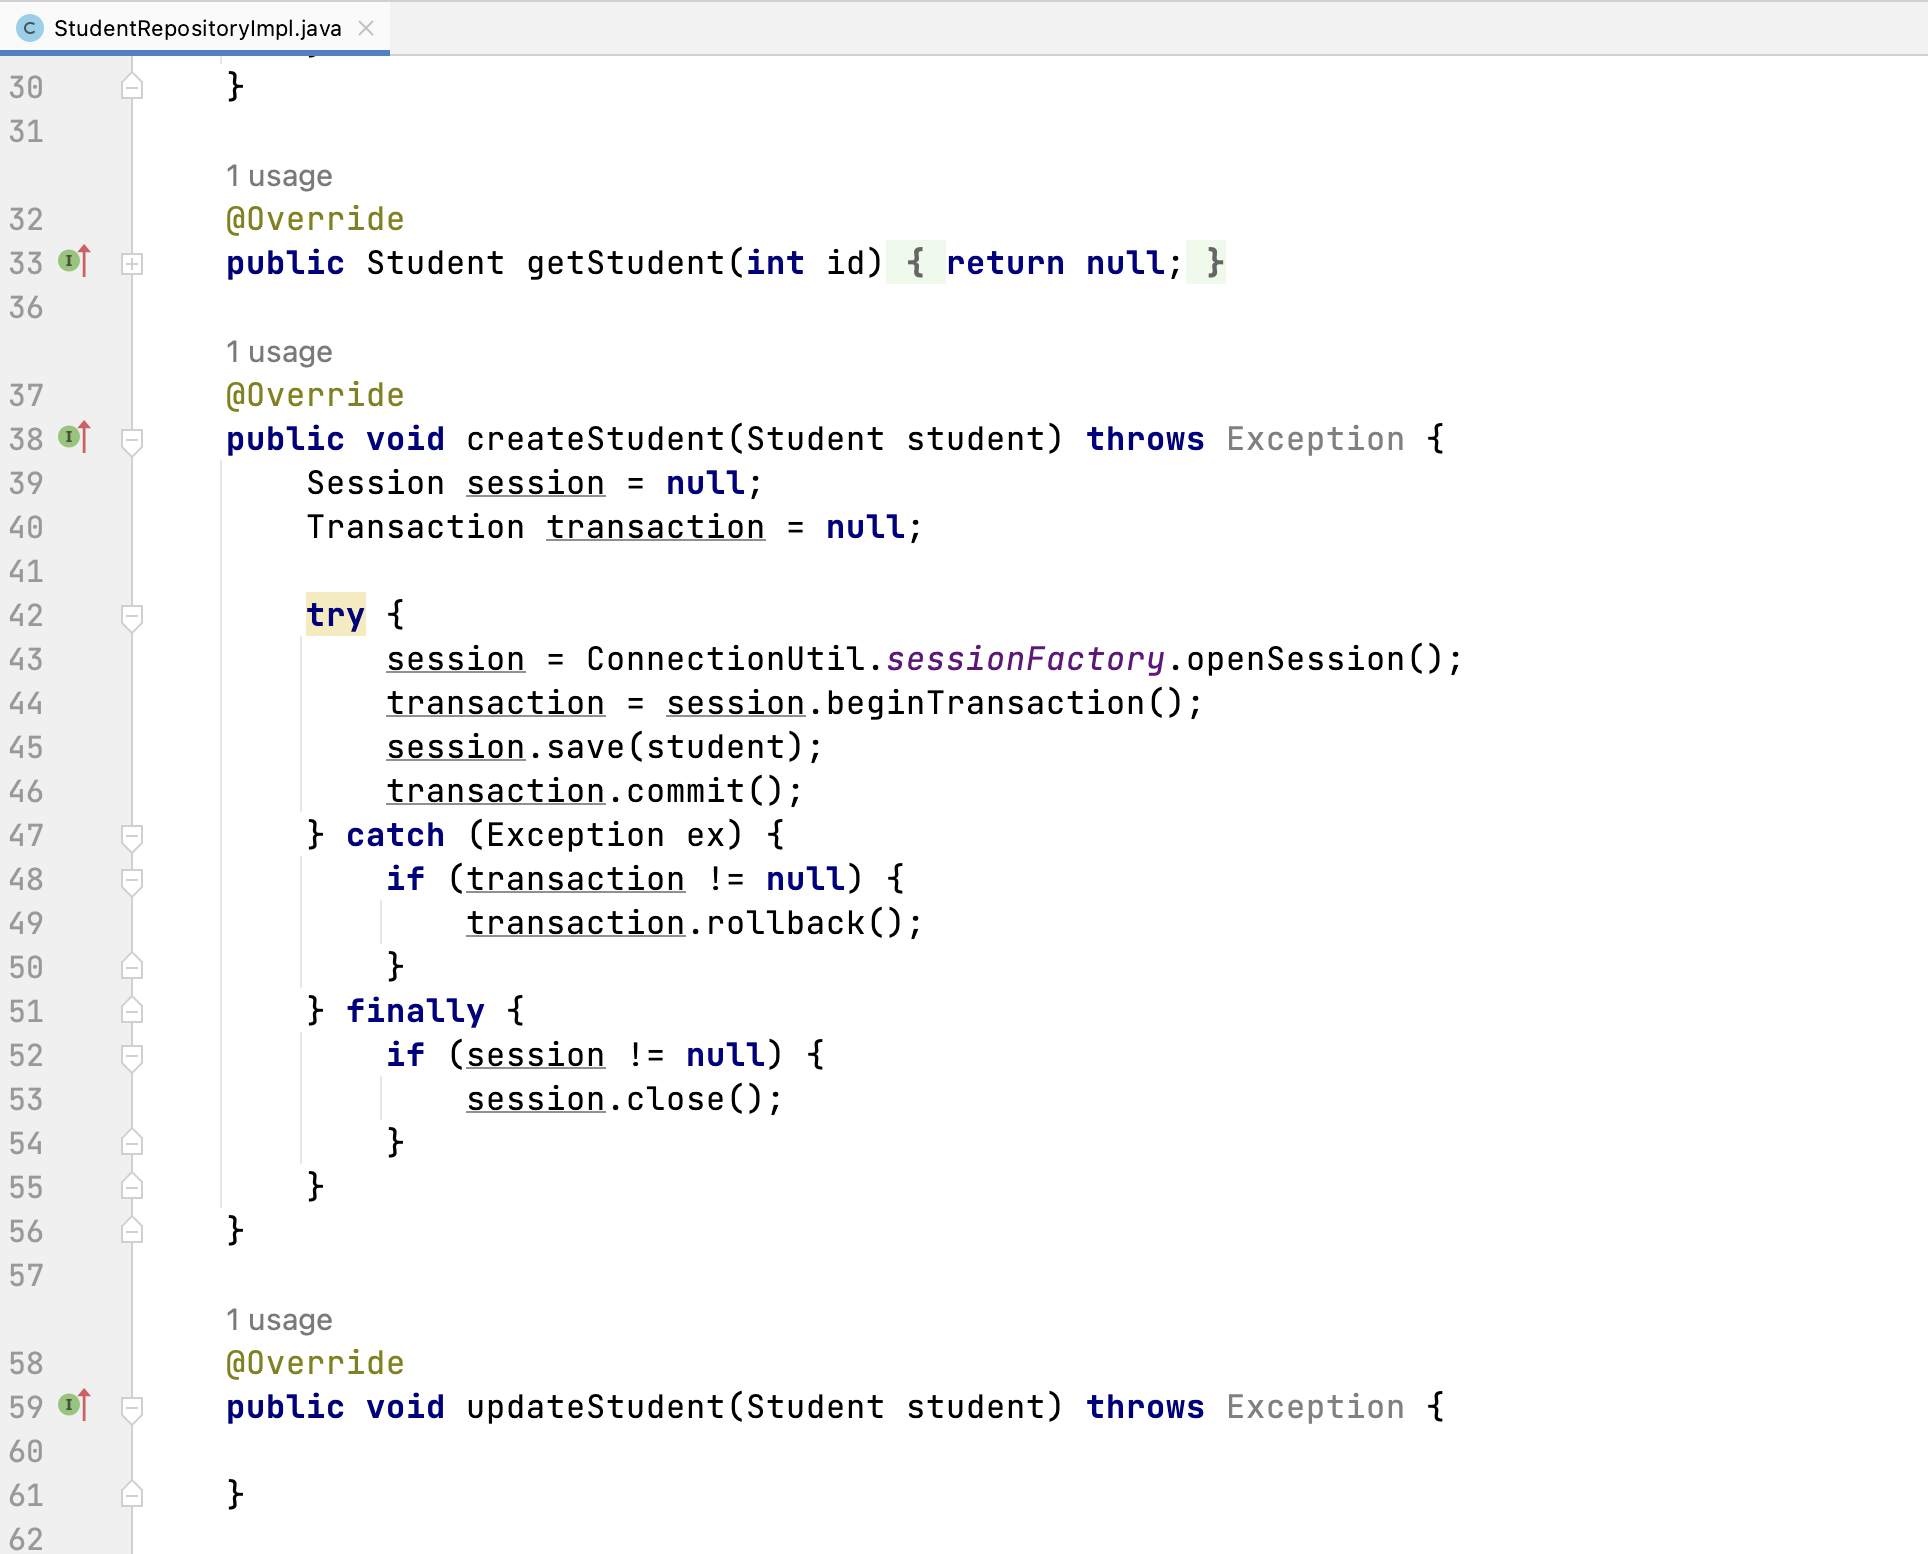 StudentRepositoryImpl.java
30 }
31
1 usage
32 @Override
33 public Student getStudent(int id) { return null; }
36
1 usage
37 @Override
38 public void createStudent(Student student) throws Exception {
39 Session session = null;
40 Transaction transaction = null;
41
42 try {
43 session = ConnectionUtil.sessionFactory.openSession();
44 transaction = session.beginTransaction();
45 session.save(student);
46 transaction.commit();
47 } catch (Exception ex) {
48 if (transaction != null) {
49 transaction.rollback();
50 }
51 } finally {
52 if (session != null) {
53 session.close();
54 }
55 }
56 }
57
1 usage
58 @Override
59 public void updateStudent(Student student) throws Exception {
60
61 }
62